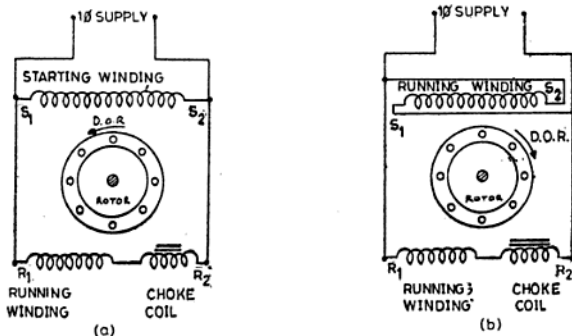 1Ø SUPPLY
STARTING WINDING
S1
S2
D.O.R.
ROTOR
R1
R2
RUNNING WINDING
CHOKE COIL
(a)
1Ø SUPPLY
RUNNING WINDING
S2
S1
D.O.R.
ROTOR
R1
R2
RUNNING
WINDING
CHOKE
COIL
(b)